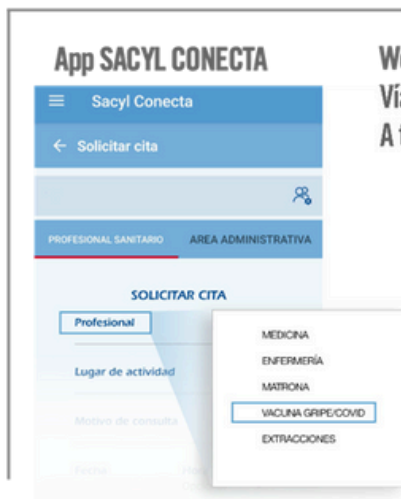 App SACYL CONECTA
Sacyl Conecta
Solicitar cita
PROFESIONAL SANITARIO
AREA ADMINISTRATIVA
SOLICITAR CITA
Profesional
Lugar de actividad
Motivo de consulta
Fecha
MEDICINA
ENFERMERÍA
MATRONA
VACUNA GRIPE/COVID
EXTRACCIONES
A